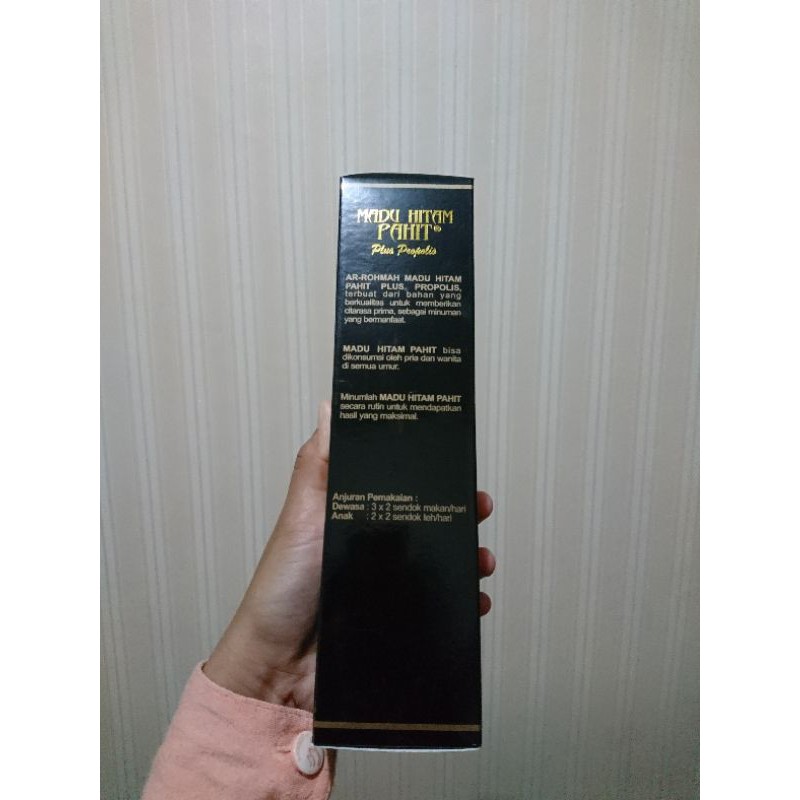 MADU HITAM
PAHIT®
Plus Propolis
AR-ROHMAH MADU HITAM
PAHIT PLUS. PROPOLIS,
terbuat dari bahan yang
berkualitas untuk memberikan
citarasa prima, sebagai minuman
yang bermanfaat.
MADU HITAM PAHIT bisa
dikonsumsi oleh pria dan wanita
di semua umur.
Minumlah MADU HITAM PAHIT
secara rutin untuk mendapatkan
hasil yang maksimal.
Anjuran Pemakaian :
Dewasa : 3 x 2 sendok makan/hari
Anak : 2 x 2 sendok teh/hari